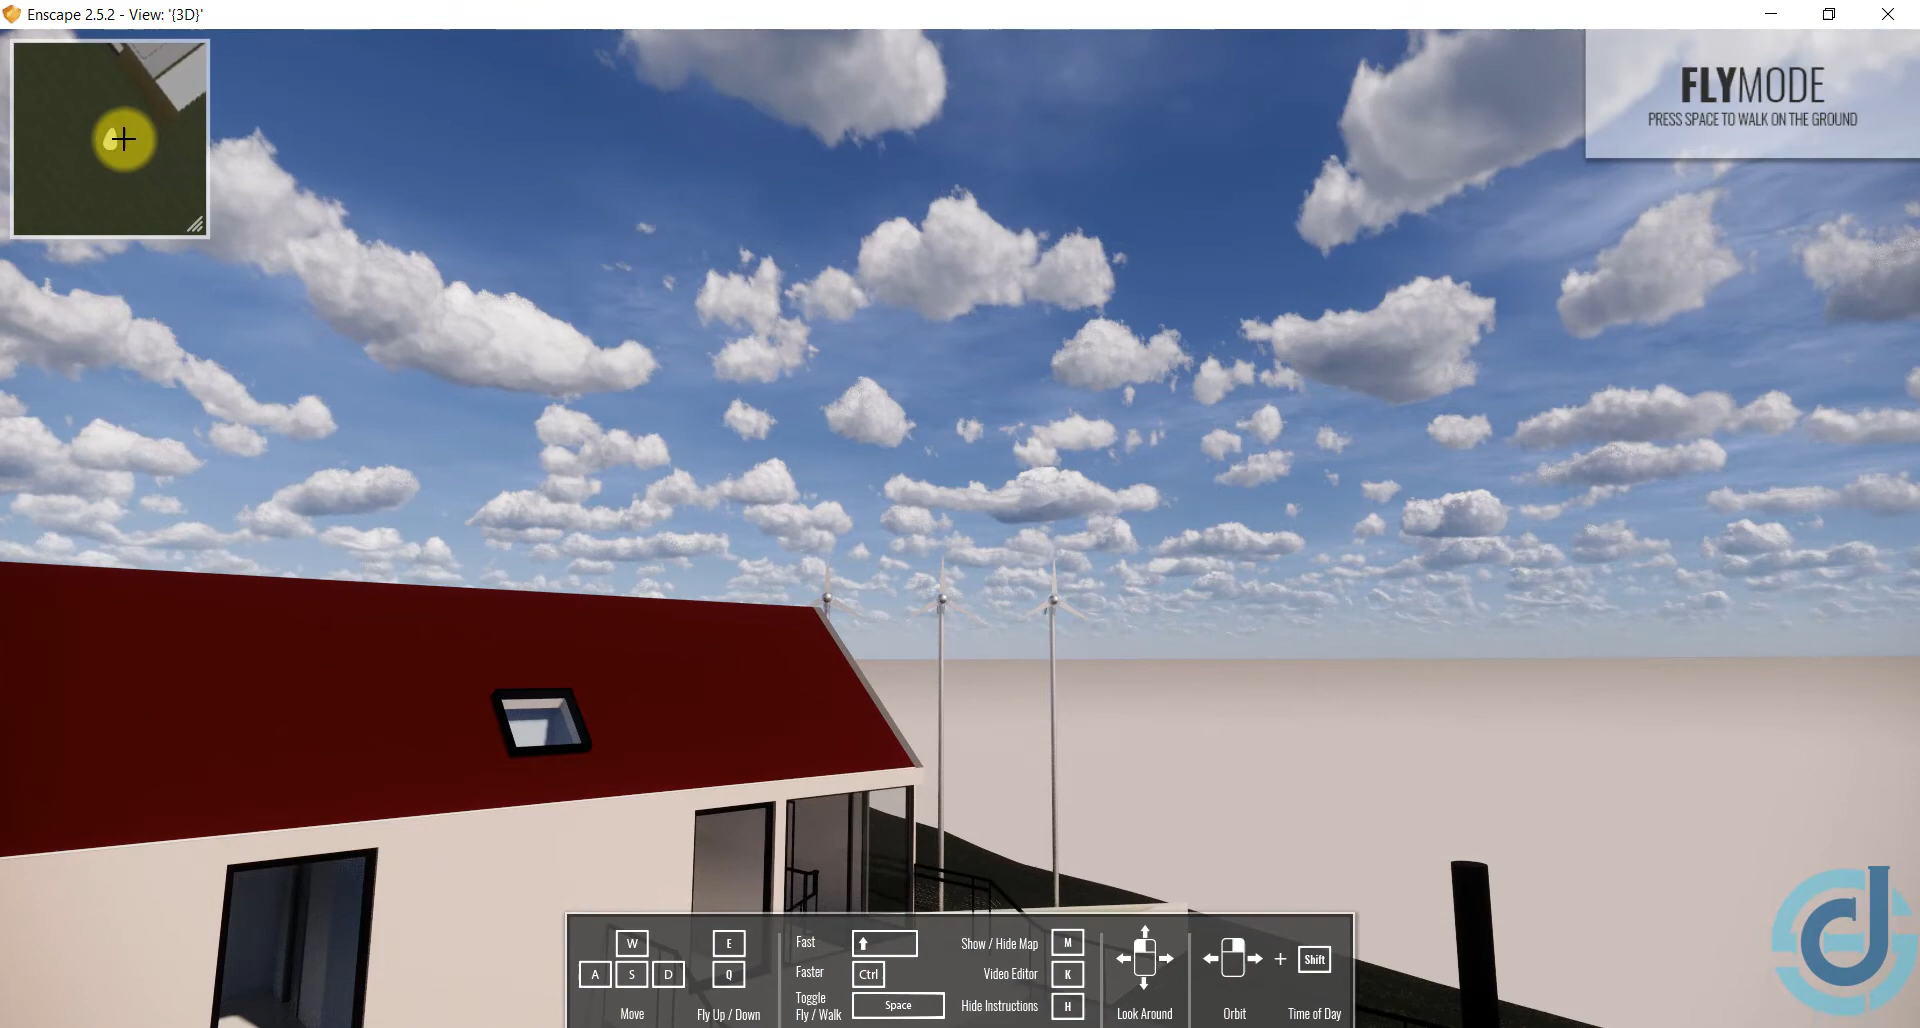 Enscape 2.5.2 - View: '{3D}'
FLYMODE
PRESS SPACE TO WALK ON THE GROUND
W
E
A
S
D
Q
Move
Fly Up / Down
Fast
Faster
Ctrl
Toggle
Fly / Walk
Space
Show / Hide Map
M
Video Editor
K
Hide Instructions
H
Look Around
Orbit
+
Shift
Time of Day